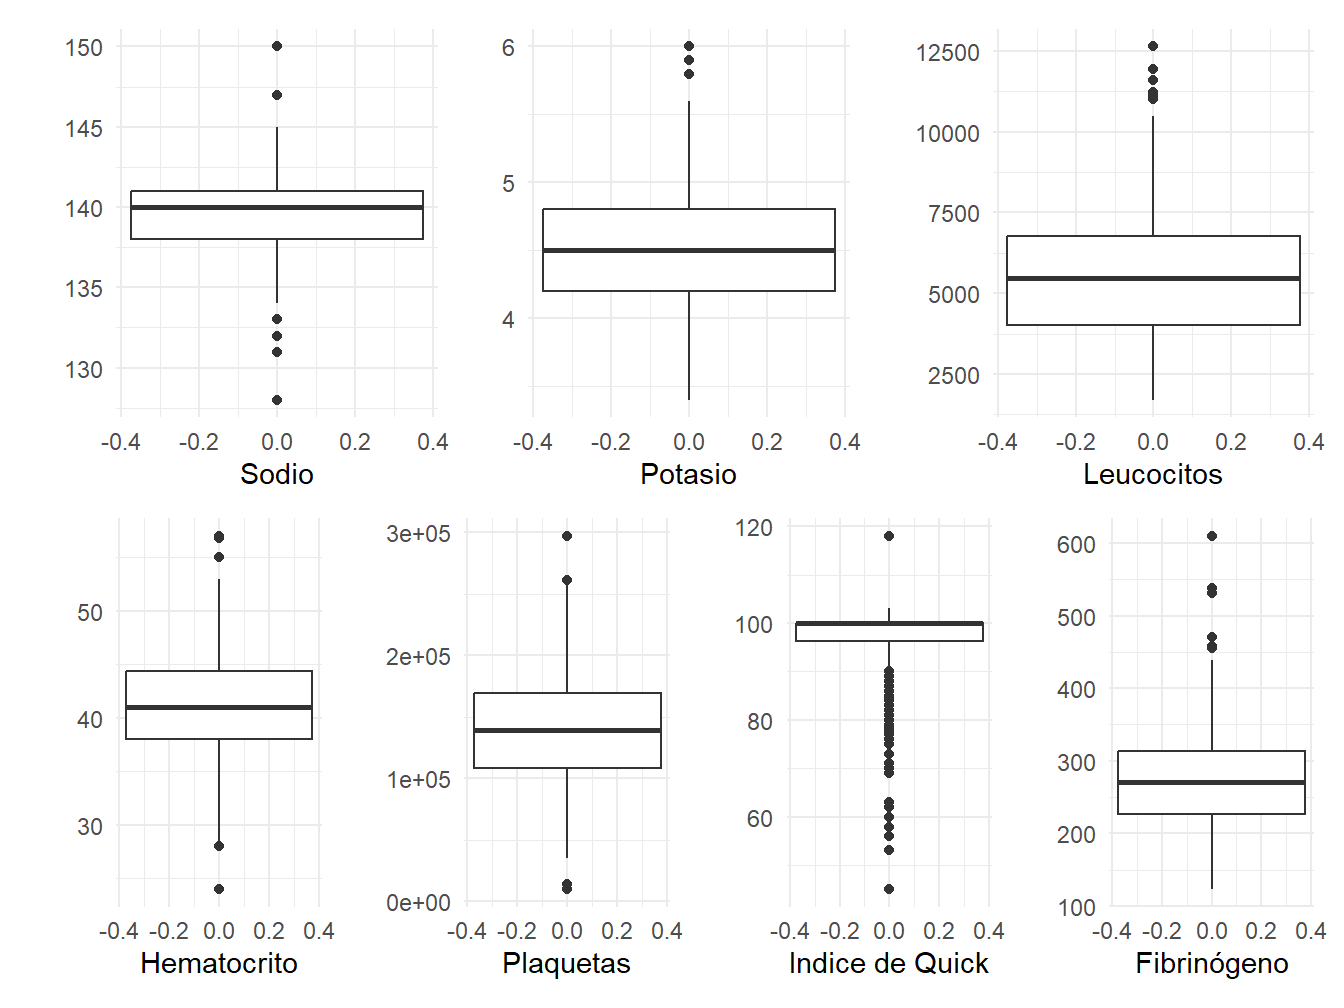 150
145
140
135
130
-0.4 -0.2 0.0 0.2 0.4
Sodio
6
5
4
-0.4 -0.2 0.0 0.2 0.4
Potasio
12500
10000
7500
5000
2500
-0.4 -0.2 0.0 0.2 0.4
Leucocitos
50
40
30
-0.4 -0.2 0.0 0.2 0.4
Hematocrito
3e+05
2e+05
1e+05
0e+00
-0.4 -0.2 0.0 0.2 0.4
Plaquetas
120
100
80
60
-0.4 -0.2 0.0 0.2 0.4
Indice de Quick
600
500
400
300
200
100
-0.4 -0.2 0.0 0.2 0.4
Fibrinógeno